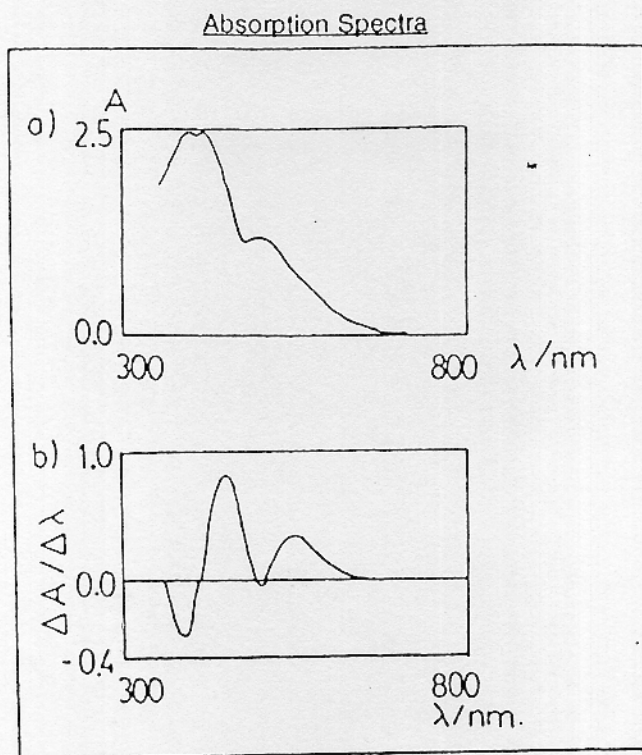 Absorption Spectra
a) A
2.5
0.0
300 800 λ/nm
b) 1.0
ΔA/Δλ
0.0
-0.4
300 800
λ/nm.